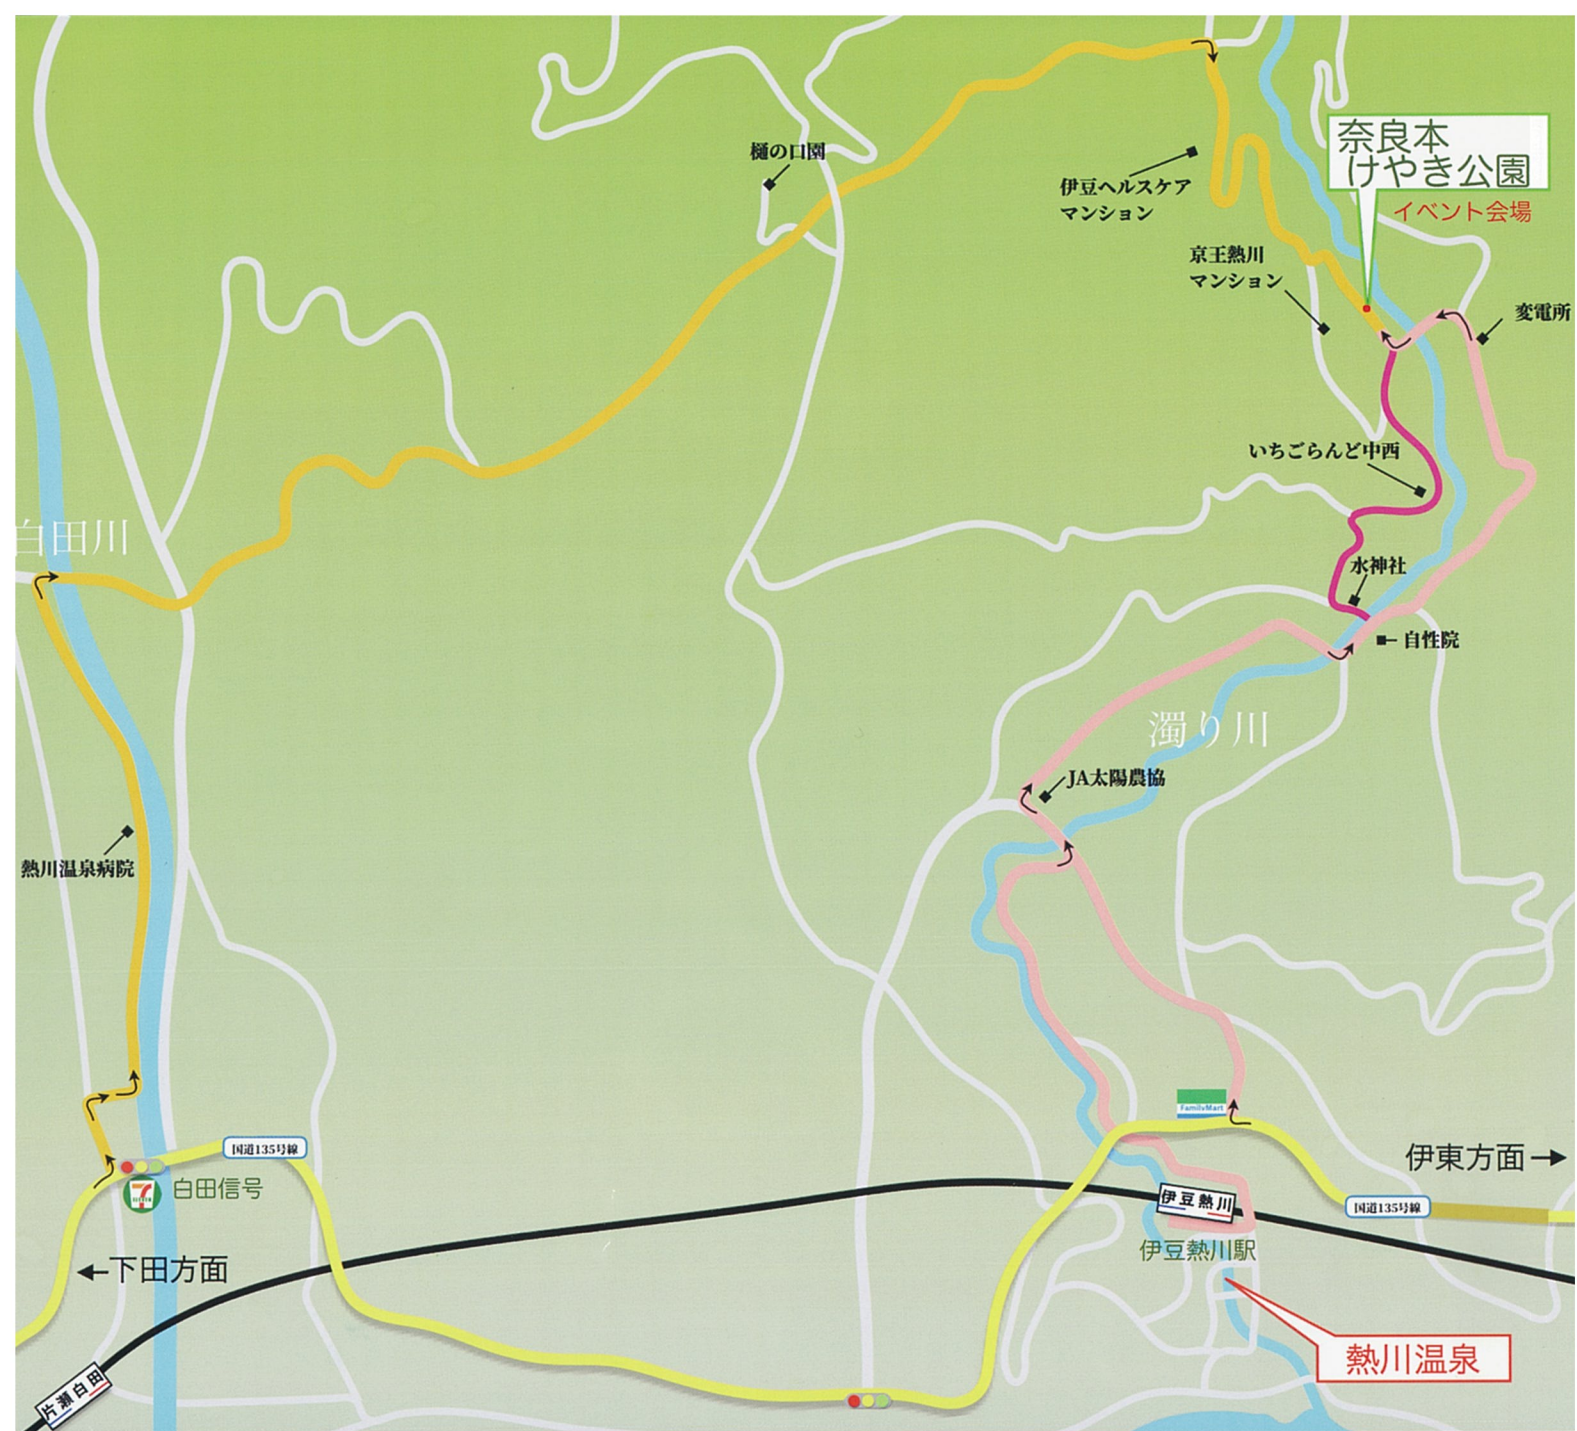 樋の口園
伊豆ヘルスケア
マンション
奈良本
けやき公園
イベント会場
京王熱川
マンション
変電所
いちごらんど中西
白田川
水神社
自性院
濁り川
JA太陽農協
熱川温泉病院
FamilyMart
国道135号線
伊東方面→
7
ELEVEN
白田信号
伊豆熱川
国道135号線
伊豆熱川駅
←下田方面
熱川温泉
片瀬白田